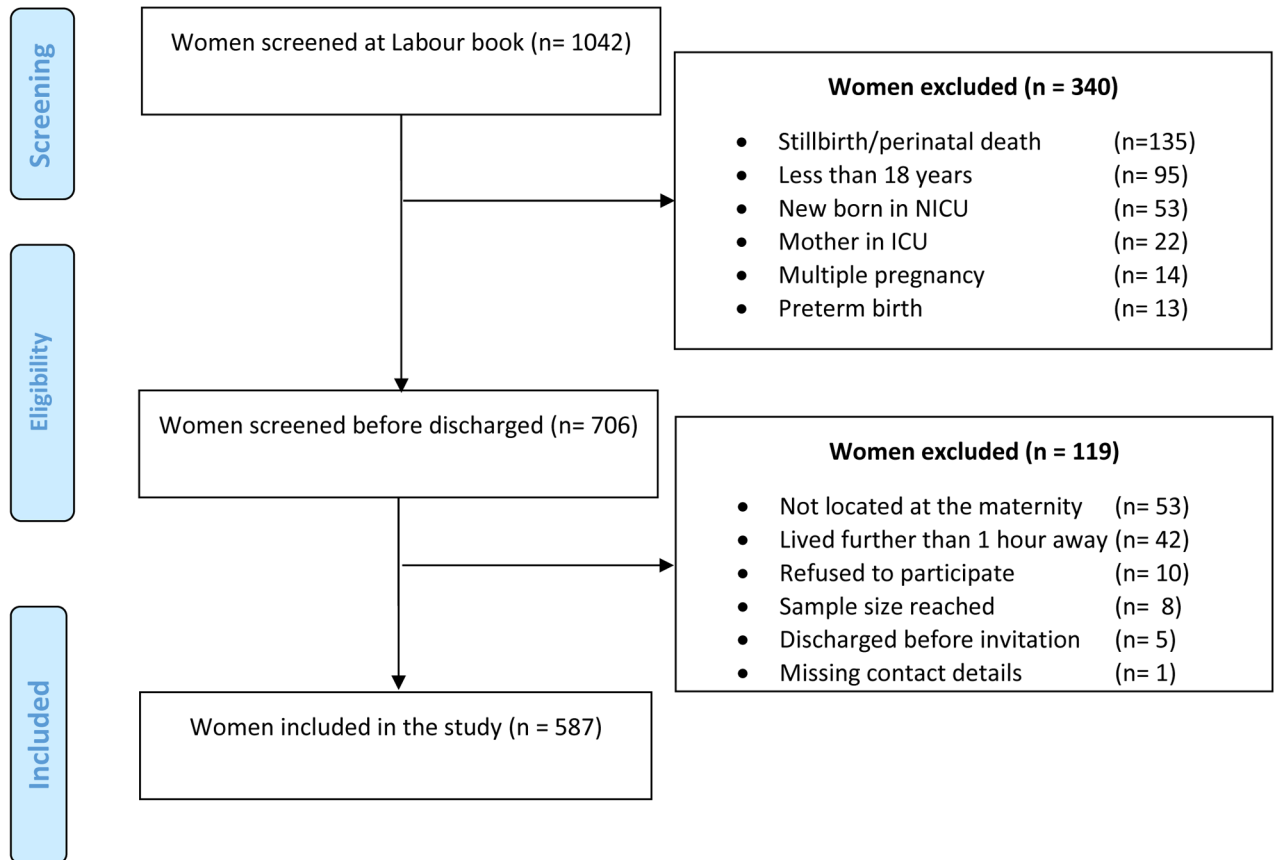 Screening
Women screened at Labour book (n= 1042)
Women excluded (n = 340)
• Stillbirth/perinatal death (n=135)
• Less than 18 years (n= 95)
• New born in NICU (n= 53)
• Mother in ICU (n= 22)
• Multiple pregnancy (n= 14)
• Preterm birth (n= 13)
Eligibility
Women screened before discharged (n= 706)
Women excluded (n = 119)
• Not located at the maternity (n= 53)
• Lived further than 1 hour away (n= 42)
• Refused to participate (n= 10)
• Sample size reached (n= 8)
• Discharged before invitation (n= 5)
• Missing contact details (n= 1)
Included
Women included in the study (n = 587)